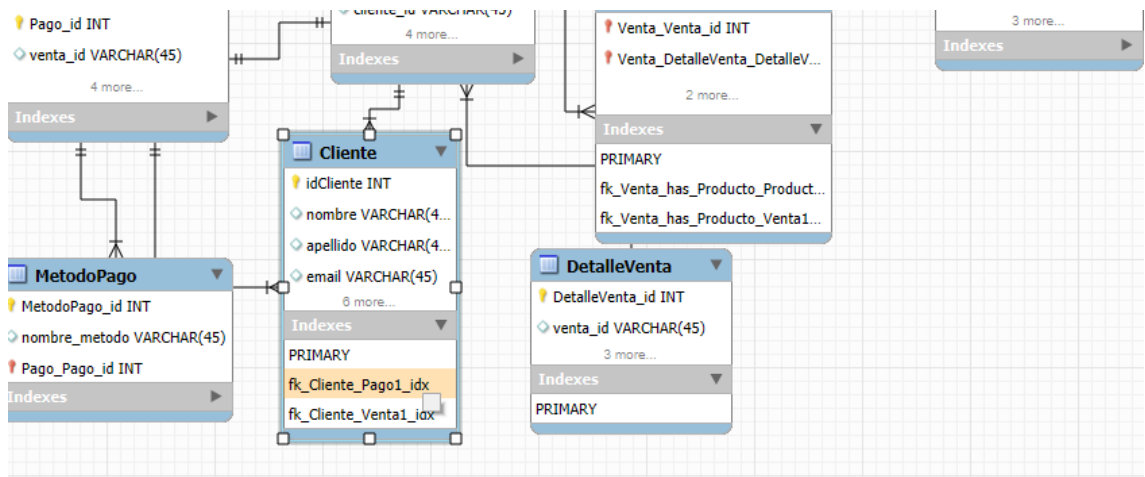 Pago_id INT
venta_id VARCHAR(45)
4 more...
Indexes
cliente_id VARCHAR(45)
4 more...
Indexes
Venta_Venta_id INT
Venta_DetalleVenta_DetalleV...
2 more...
Indexes
PRIMARY
fk_Venta_has_Producto_Product...
fk_Venta_has_Producto_Venta1...
3 more...
Indexes
Cliente
idCliente INT
nombre VARCHAR(4...
apellido VARCHAR(4...
email VARCHAR(45)
6 more...
Indexes
PRIMARY
fk_Cliente_Pago1_idx
fk_Cliente_Venta1_idx
MetodoPago
MetodoPago_id INT
nombre_metodo VARCHAR(45)
Pago_Pago_id INT
Indexes
DetalleVenta
DetalleVenta_id INT
venta_id VARCHAR(45)
3 more...
Indexes
PRIMARY